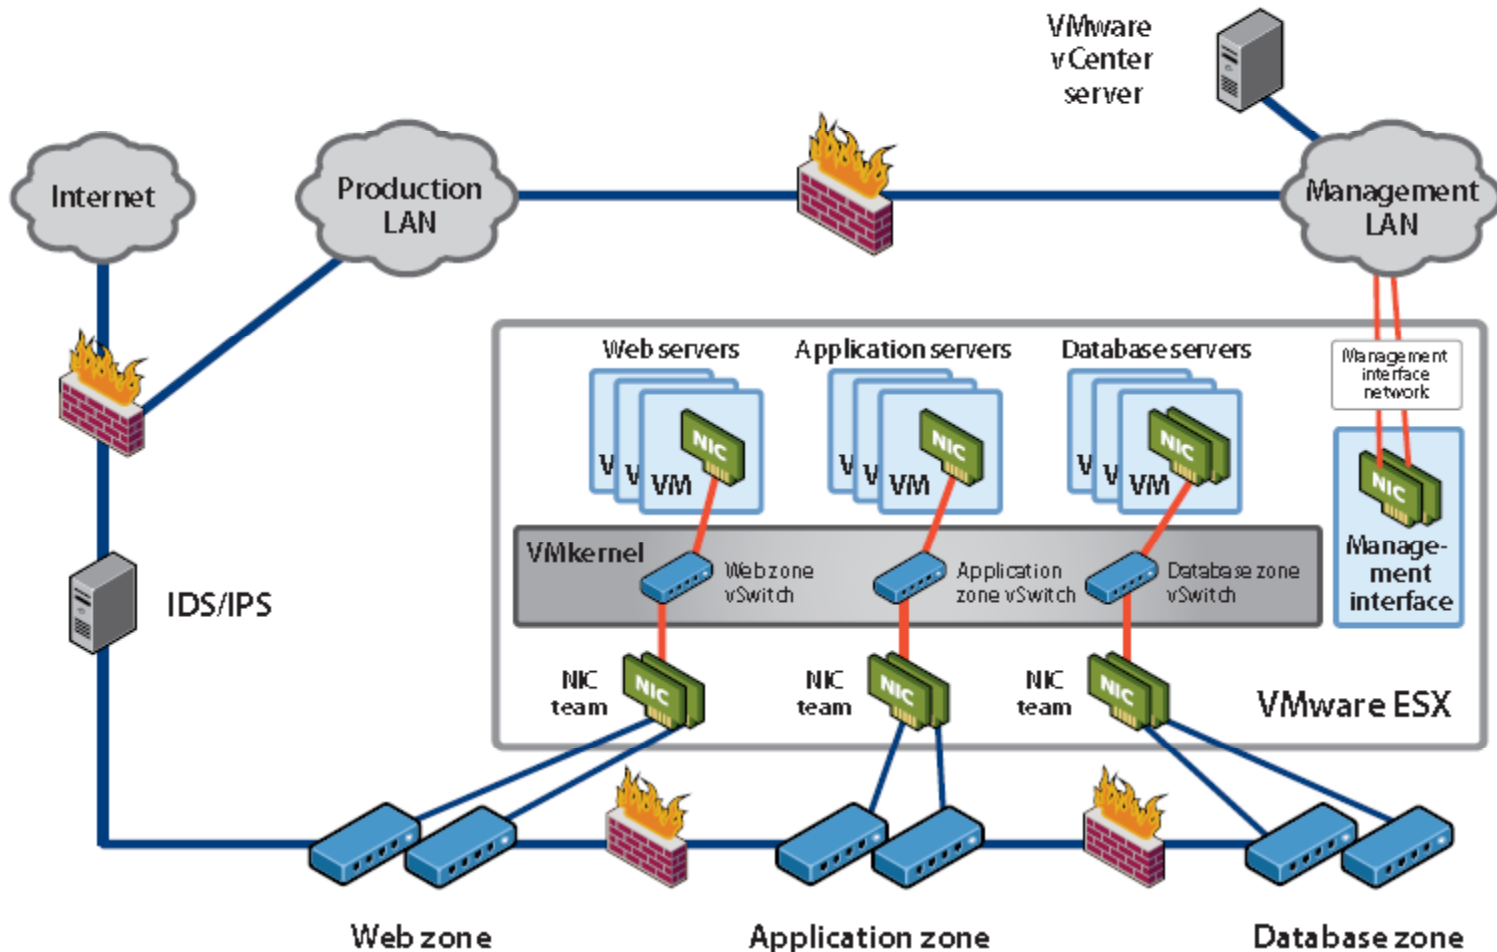 VMware
vCenter
server
Internet
Production
LAN
Management
LAN
Web servers
Application servers
Database servers
Management
interface
network
NIC
NIC
NIC
NIC
V
V
VM
V
V
VM
V
V
VM
VMkernel
Web zone
vSwitch
Application
zone vSwitch
Database zone
vSwitch
Manage-
ment
interface
IDS/IPS
NIC
team
NIC
NIC
team
NIC
NIC
team
NIC
VMware ESX
Web zone
Application zone
Database zone